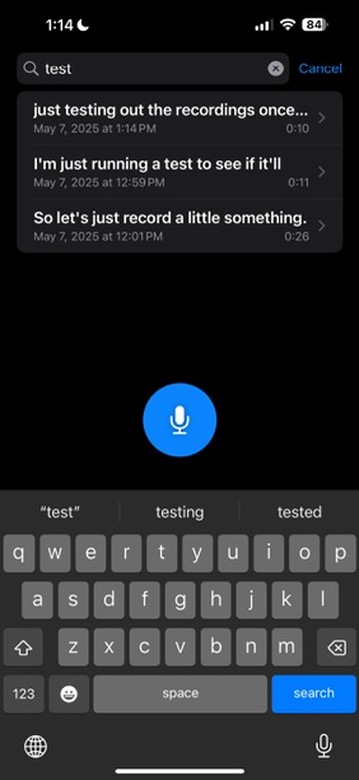 1:14
84
test
Cancel
just testing out the recordings once...
May 7, 2025 at 1:14 PM
0:10
I'm just running a test to see if it'll
May 7, 2025 at 12:59 PM
0:11
So let's just record a little something.
May 7, 2025 at 12:01 PM
0:26
“test” testing tested
q w e r t y u i o p
a s d f g h j k l
z x c v b n m
123 space search